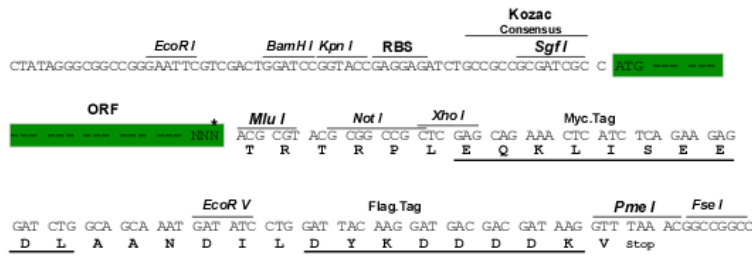 Kozac
Consensus
EcoR I BamH I Kpn I RBS Sgf I
CTATAGGGCGGCCGGGAATTCGTCGACTGGATCCGGTACCGAGGAGATCTGCCGCCGCGATCGC C ATG --- ---
ORF
* Mlu I Not I Xho I Myc.Tag
--- --- --- --- --- --- NNN ACG CGT ACG CGG CCG CTC GAG CAG AAA CTC ATC TCA GAA GAG
T R T R P L E Q K L I S E E
EcoR V Flag.Tag Pme I Fse I
GAT CTG GCA GCA AAT GAT ATC CTG GAT TAC AAG GAT GAC GAC GAT AAG GTT TAA ACGGCCGGCC
D L A A N D I L D Y K D D D D K V Stop